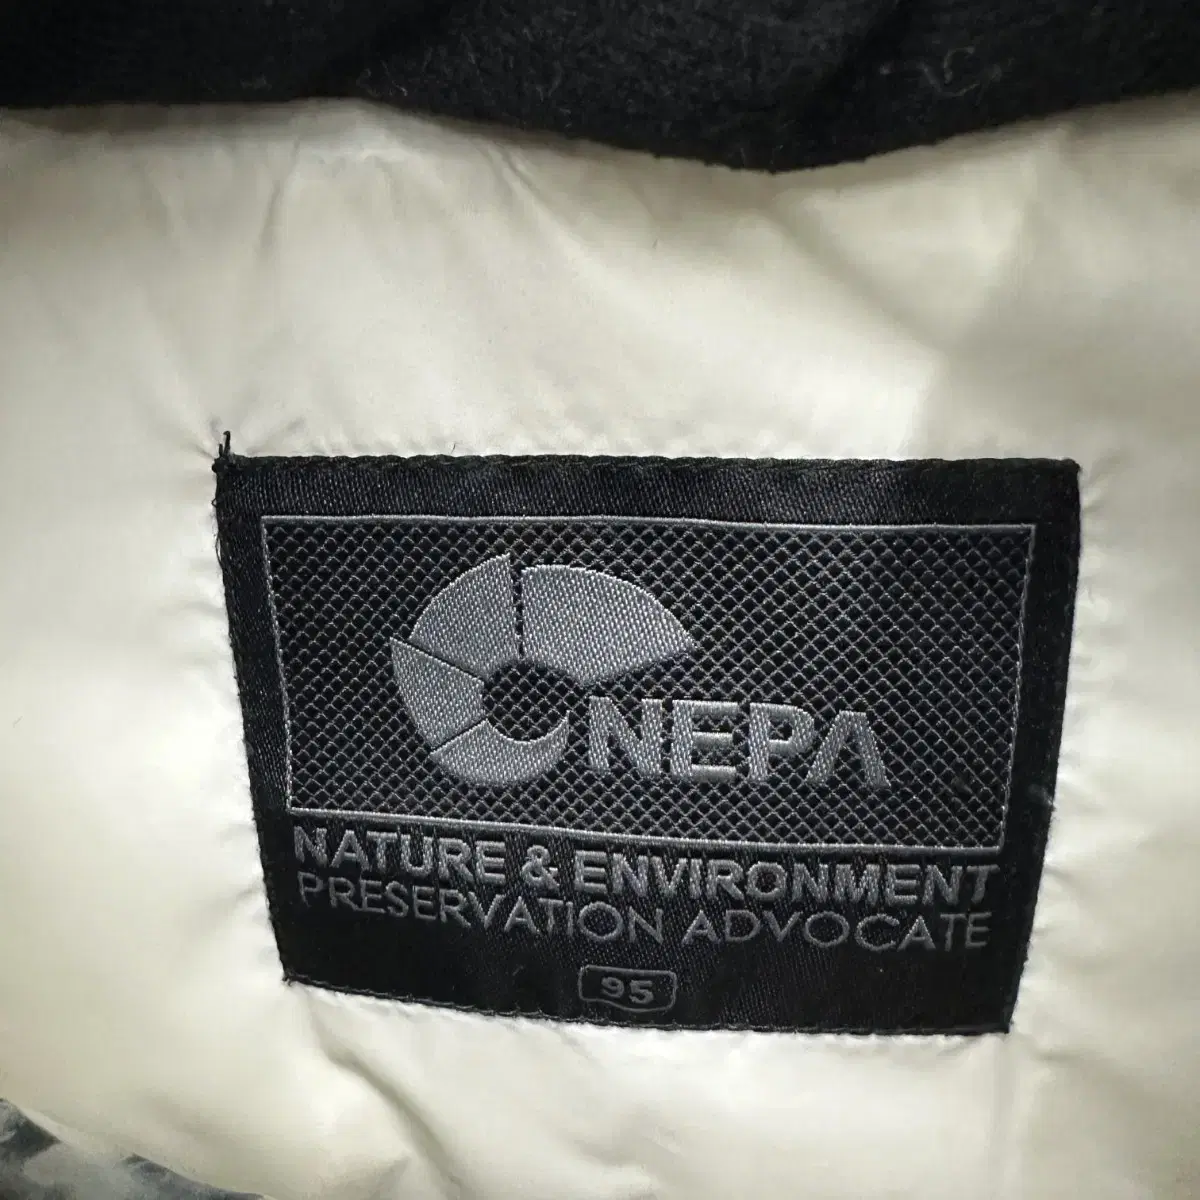 NEPA
NATURE & ENVIRONMENT
PRESERVATION ADVOCATE
95